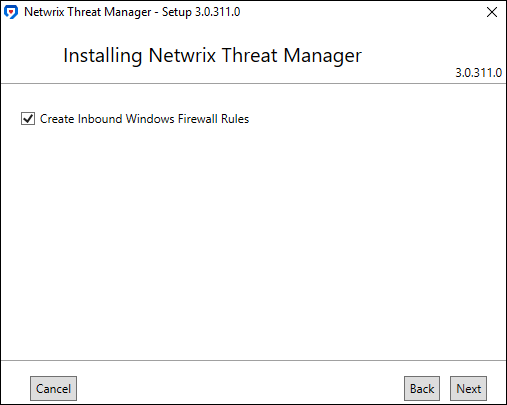 Netwrix Threat Manager - Setup 3.0.311.0
Installing Netwrix Threat Manager
3.0.311.0
Create Inbound Windows Firewall Rules
Cancel
Back
Next